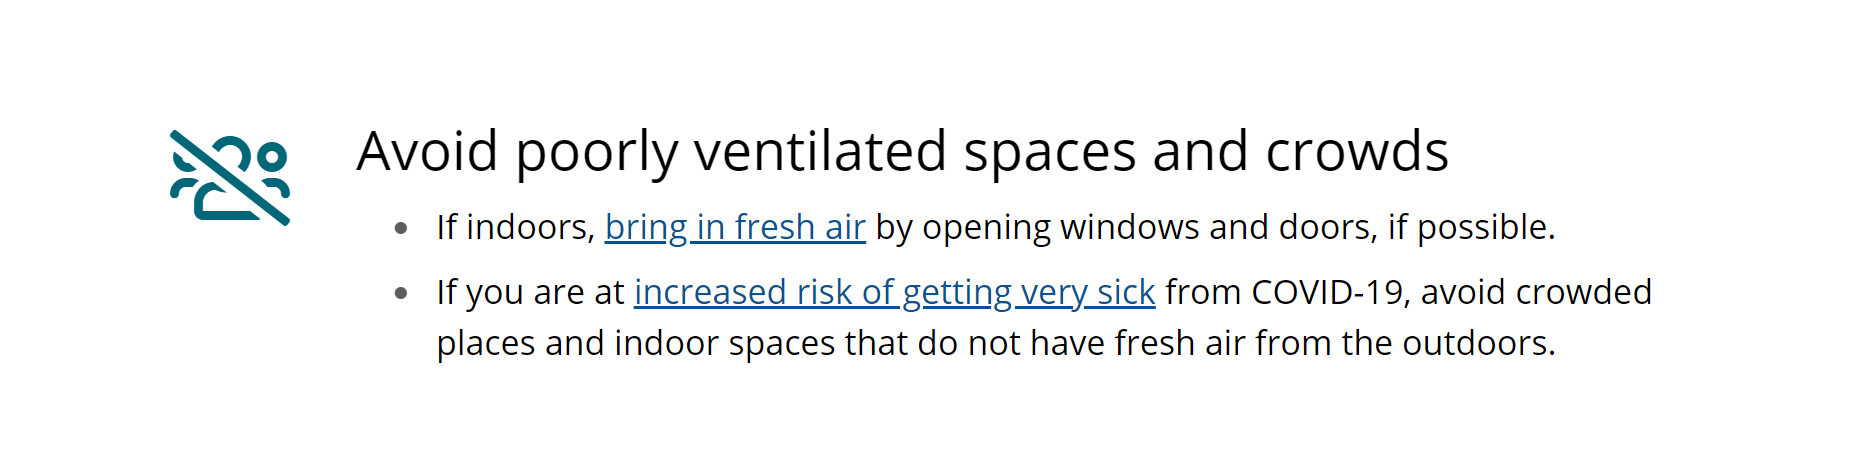 Avoid poorly ventilated spaces and crowds
If indoors, bring in fresh air by opening windows and doors, if possible.
If you are at increased risk of getting very sick from COVID-19, avoid crowded
places and indoor spaces that do not have fresh air from the outdoors.